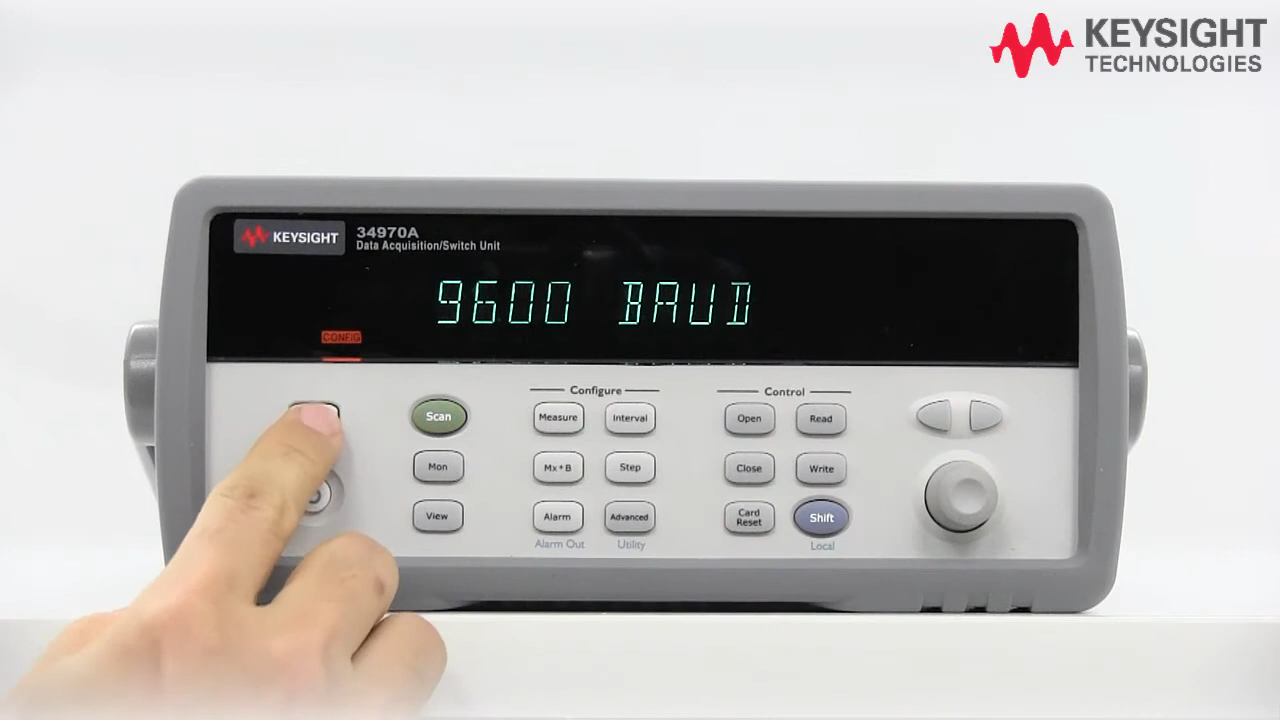 KEYSIGHT
TECHNOLOGIES
KEYSIGHT
34970A
Data Acquisition/Switch Unit
9600 BAUD
CONFIG
Configure
Control
Scan
Measure
Interval
Open
Read
Mon
Mx+B
Step
Close
Write
View
Alarm
Advanced
Card
Reset
Shift
Alarm Out
Utility
Local